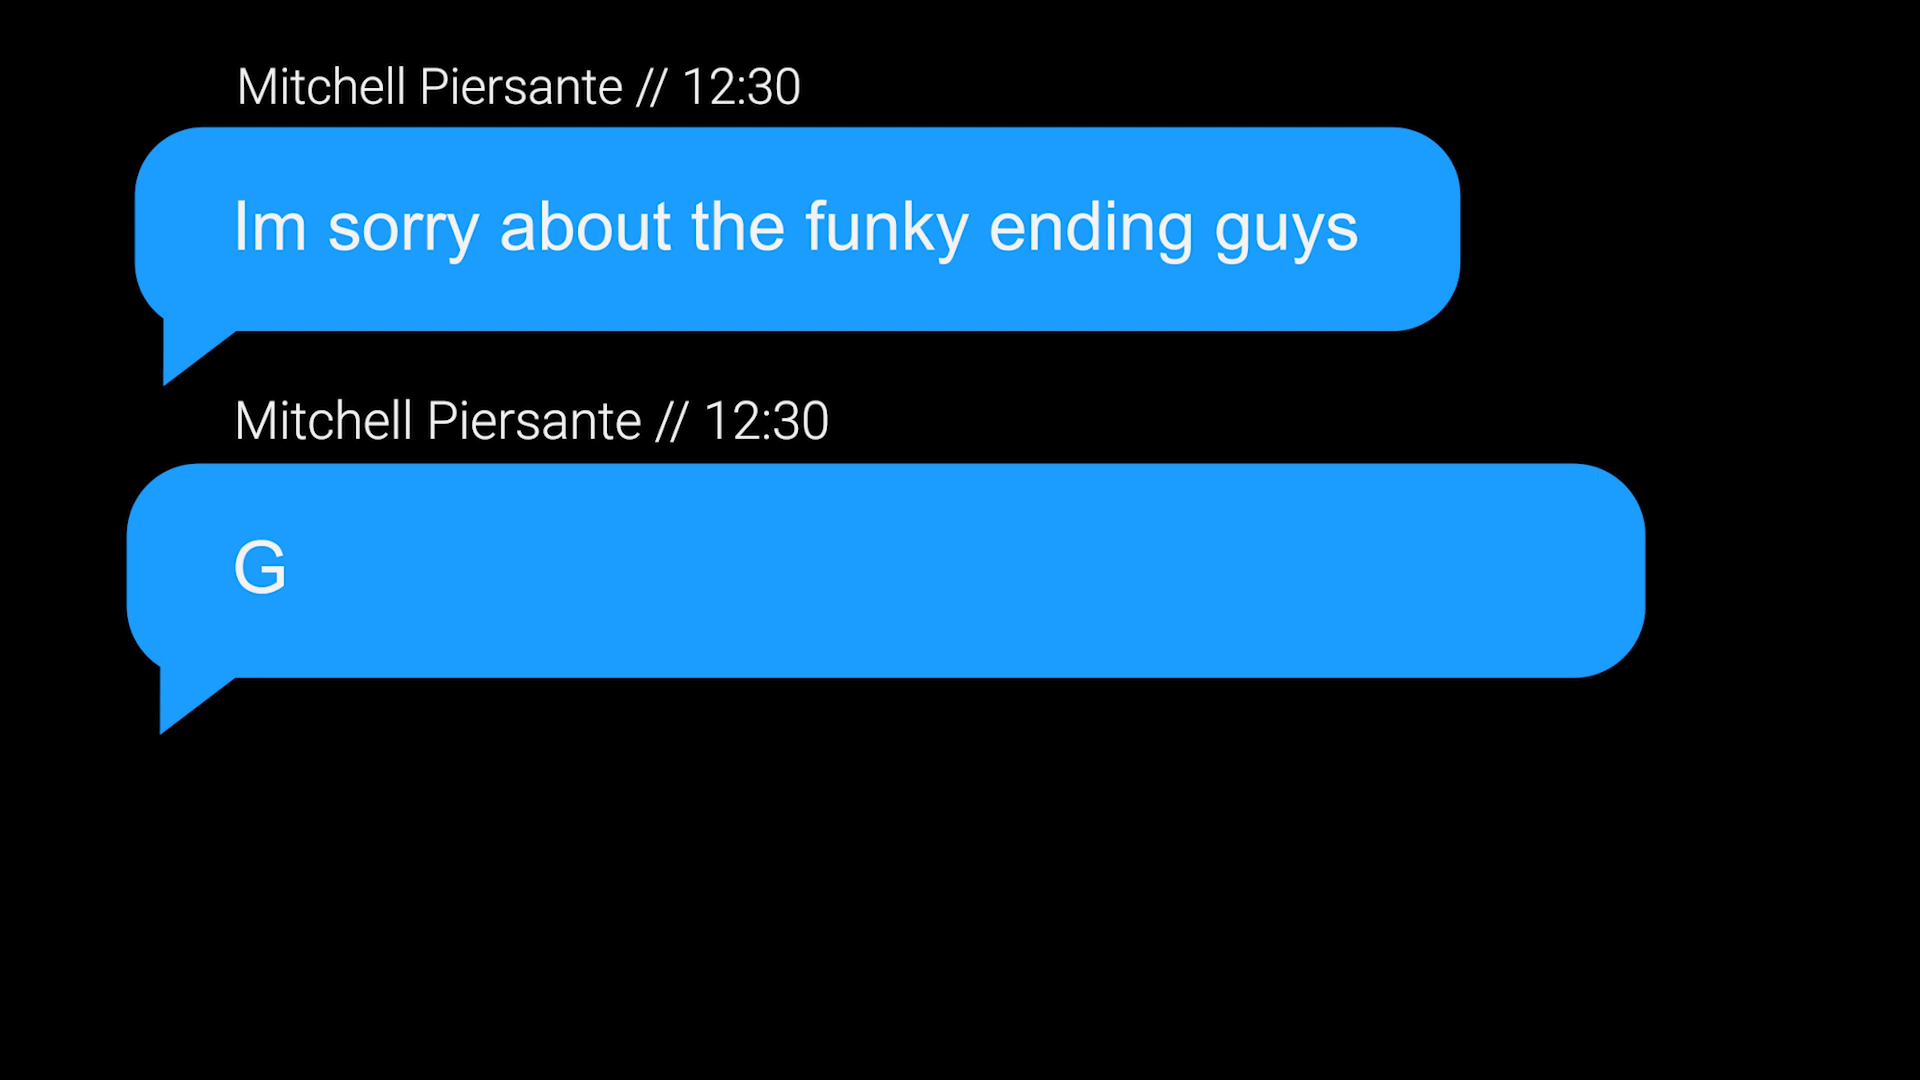 Mitchell Piersante // 12:30
Im sorry about the funky ending guys
Mitchell Piersante // 12:30
G